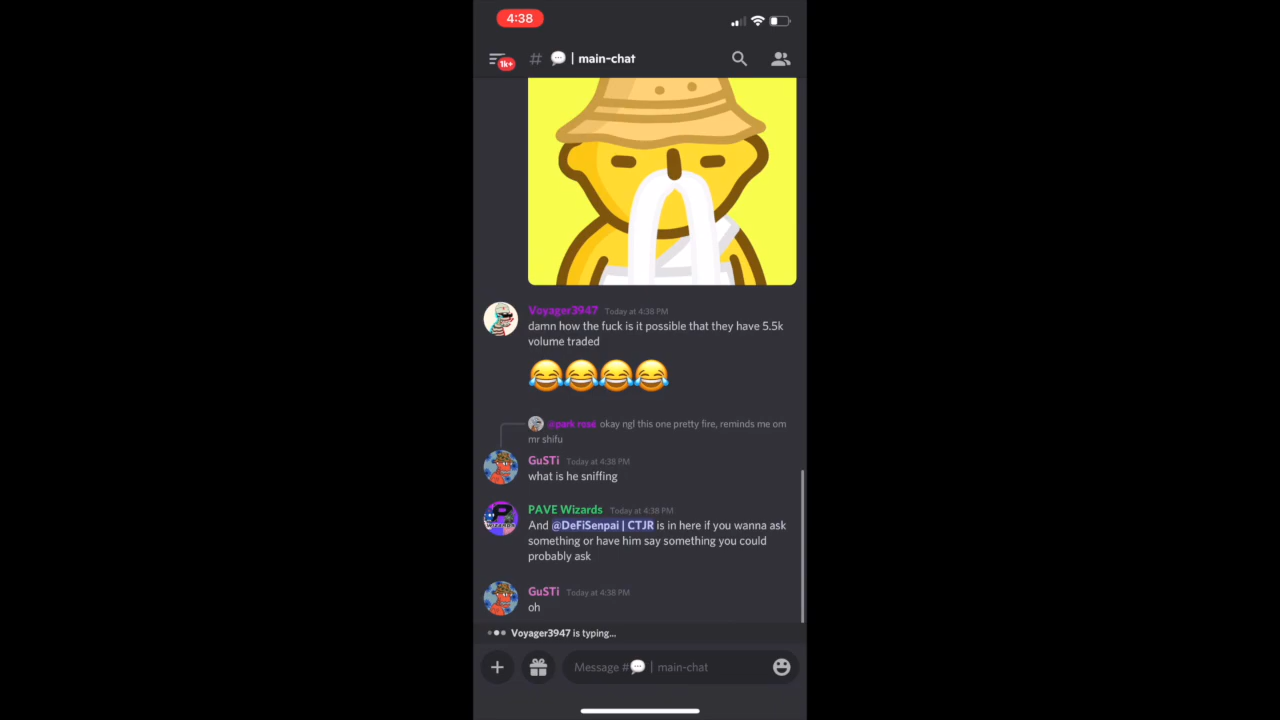 4:38
1k+
# 💬 | main-chat
Voyager3947 Today at 4:38 PM
damn how the fuck is it possible that they have 5.5k
volume traded
😂😂😂😂
@park rosé okay ngl this one pretty fire, reminds me om
mr shifu
GuSTi Today at 4:38 PM
what is he sniffing
PAVE Wizards Today at 4:38 PM
And @DeFiSenpai | CTJR is in here if you wanna ask
something or have him say something you could
probably ask
GuSTi Today at 4:38 PM
oh
Voyager3947 is typing...
Message #💬 | main-chat